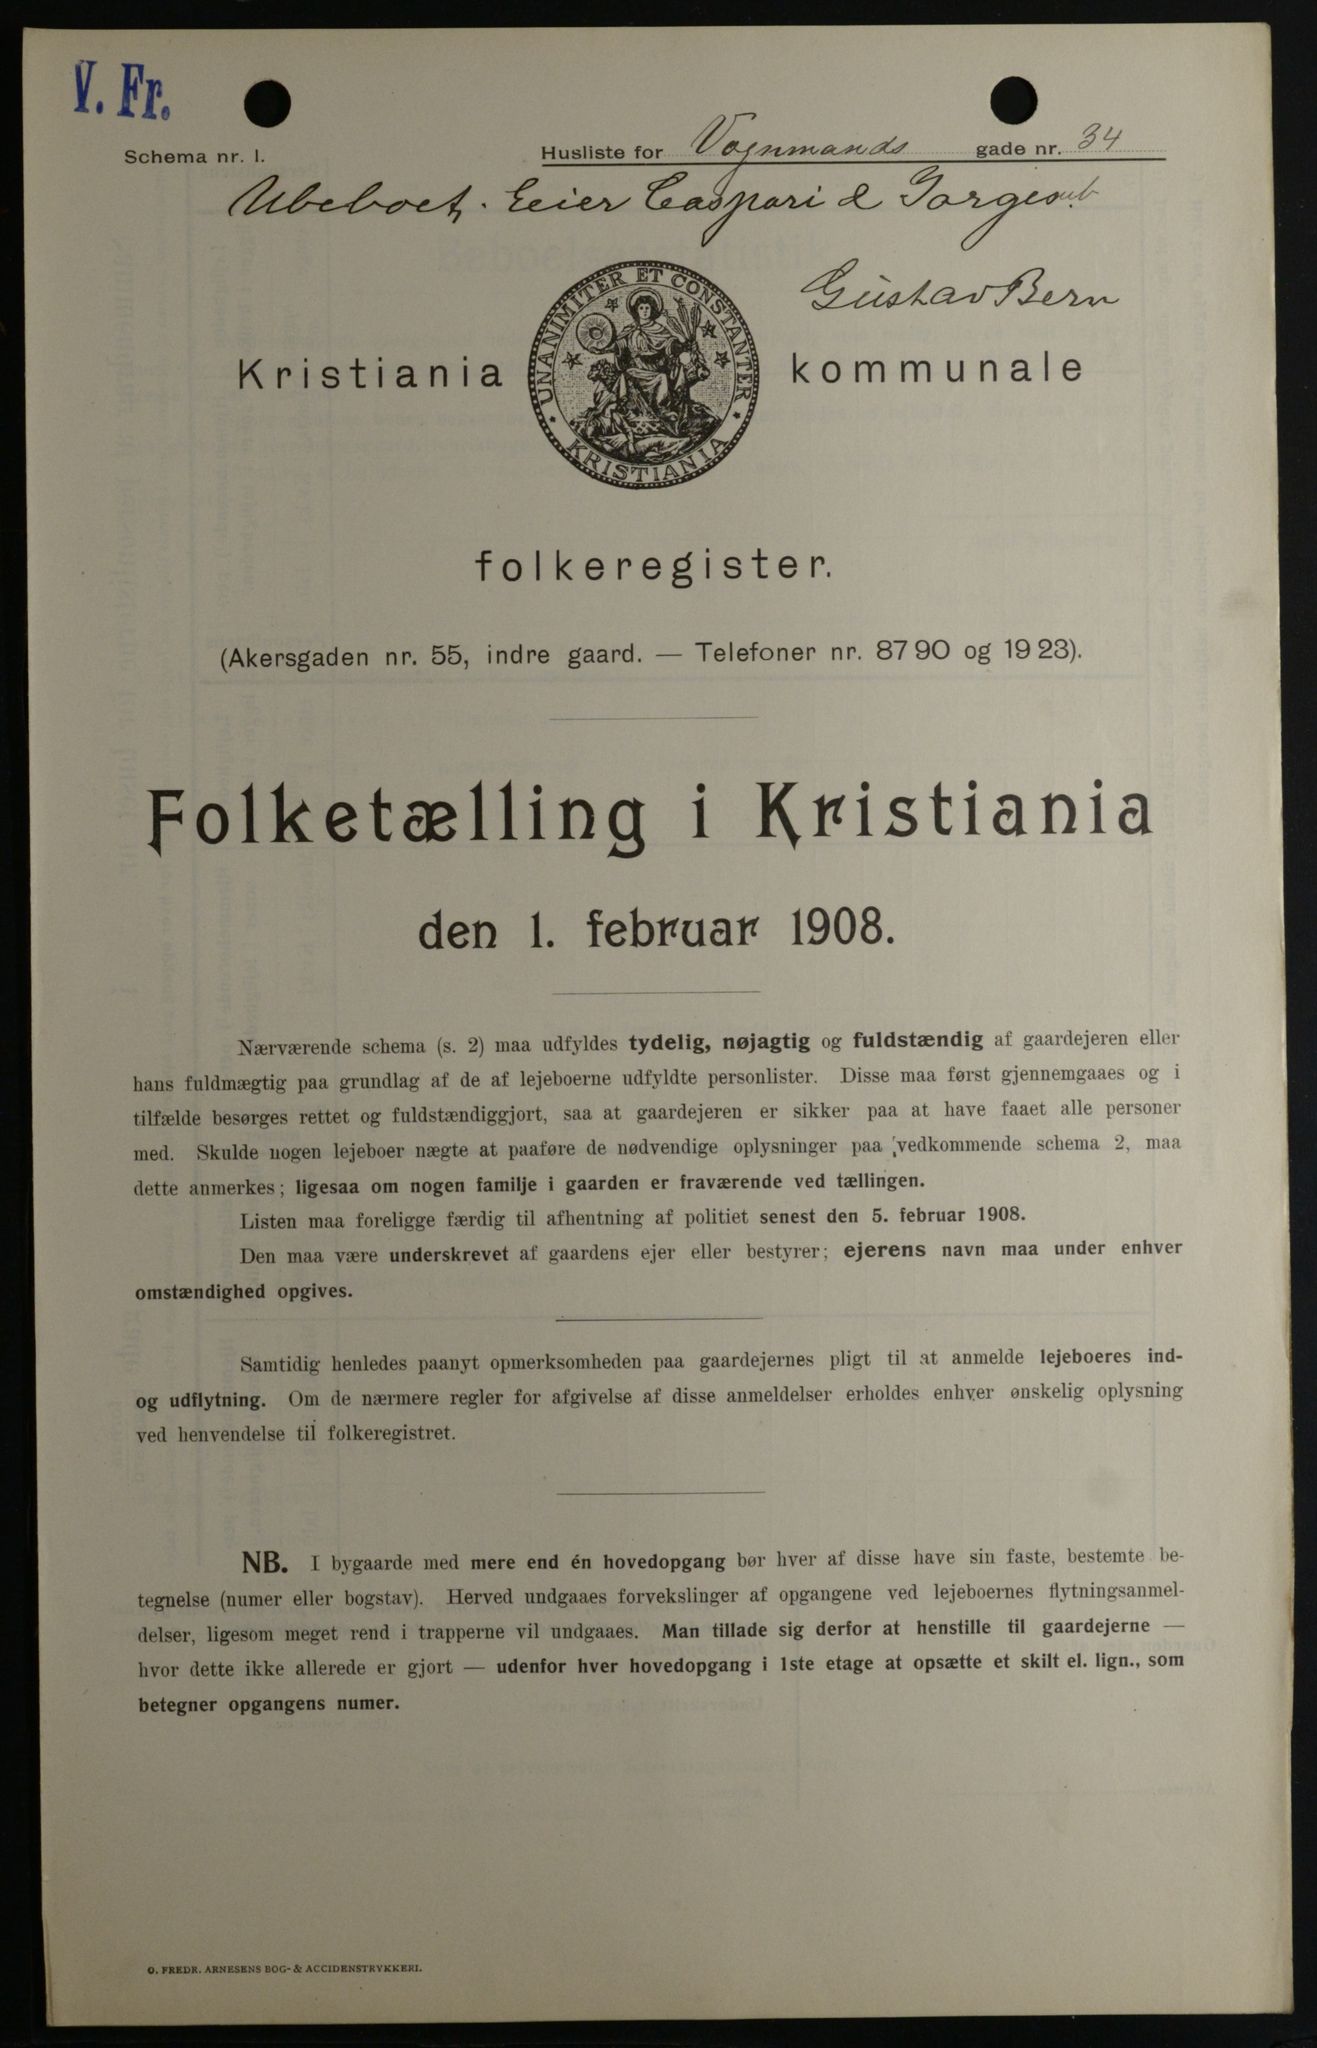 V. Fr.
Schema nr. 1.
Husliste for Vognmands gade nr. 34
Ubeboet. Eier Caspari &
Gustav Bern
UNANIMITER ET CONSTANTER
KRISTIANIA
Kristiania kommunale
folkeregister.
(Akersgaden nr. 55, indre gaard. — Telefoner nr. 8790 og 1923).
Folketælling i Kristiania
den 1. februar 1908.
Nærværende schema (s. 2) maa udfyldes tydelig, nøjagtig og fuldstændig af gaardejeren eller
hans fuldmægtig paa grundlag af de af lejeboerne udfyldte personlister. Disse maa først gjennemgaaes og i
tilfælde besørges rettet og fuldstændiggjort, saa at gaardejeren er sikker paa at have faaet alle personer
med. Skulde nogen lejeboer nægte at paaføre de nødvendige oplysninger paa vedkommende schema 2, maa
dette anmerkes; ligesaa om nogen familje i gaarden er fraværende ved tællingen.
Listen maa foreligge færdig til afhentning af politiet senest den 5. februar 1908.
Den maa være underskrevet af gaardens ejer eller bestyrer; ejerens navn maa under enhver
omstændighed opgives.
Samtidig henledes paanyt opmerksomheden paa gaardejernes pligt til at anmelde lejeboeres ind-
og udflytning. Om de nærmere regler for afgivelse af disse anmeldelser erholdes enhver ønskelig oplysning
ved henvendelse til folkeregistret.
NB. I bygaarde med mere end én hovedopgang bør hver af disse have sin faste, bestemte be-
tegnelse (numer eller bogstav). Herved undgaaes forvekslinger af opgangene ved lejeboernes flytningsanmel-
delser, ligesom meget rend i trapperne vil undgaaes. Man tillade sig derfor at henstille til gaardejerne —
hvor dette ikke allerede er gjort — udenfor hver hovedopgang i 1ste etage at opsætte et skilt el. lign., som
betegner opgangens numer.
O. FREDR. ARNESENS BOG- & ACCIDENSTRYKKERI.